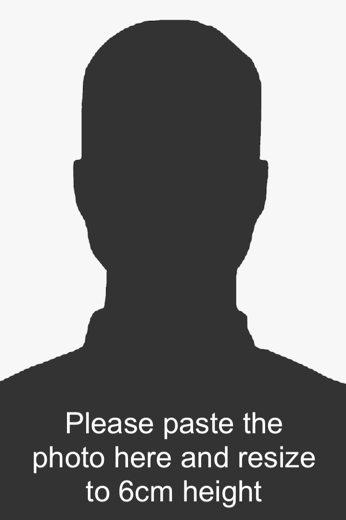 Please paste the
photo here and resize
to 6cm height